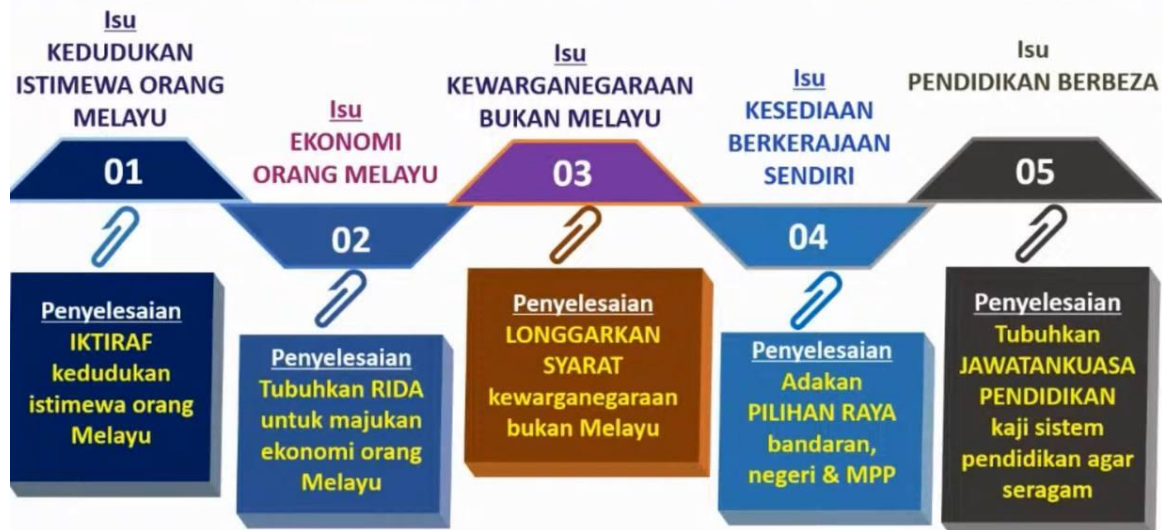 Isu
KEDUDUKAN
ISTIMEWA ORANG
MELAYU
01
Penyelesaian
IKTIRAF
kedudukan
istimewa orang
Melayu
Isu
EKONOMI
ORANG MELAYU
02
Penyelesaian
Tubuhkan RIDA
untuk majukan
ekonomi orang
Melayu
Isu
KEWARGANEGARAAN
BUKAN MELAYU
03
Penyelesaian
LONGGARKAN
SYARAT
kewarganegaraan
bukan Melayu
Isu
KESEDIAAN
BERKERAJAAN
SENDIRI
04
Penyelesaian
Adakan
PILIHAN RAYA
bandaran,
negeri & MPP
Isu
PENDIDIKAN BERBEZA
05
Penyelesaian
Tubuhkan
JAWATANKUASA
PENDIDIKAN
kaji sistem
pendidikan agar
seragam